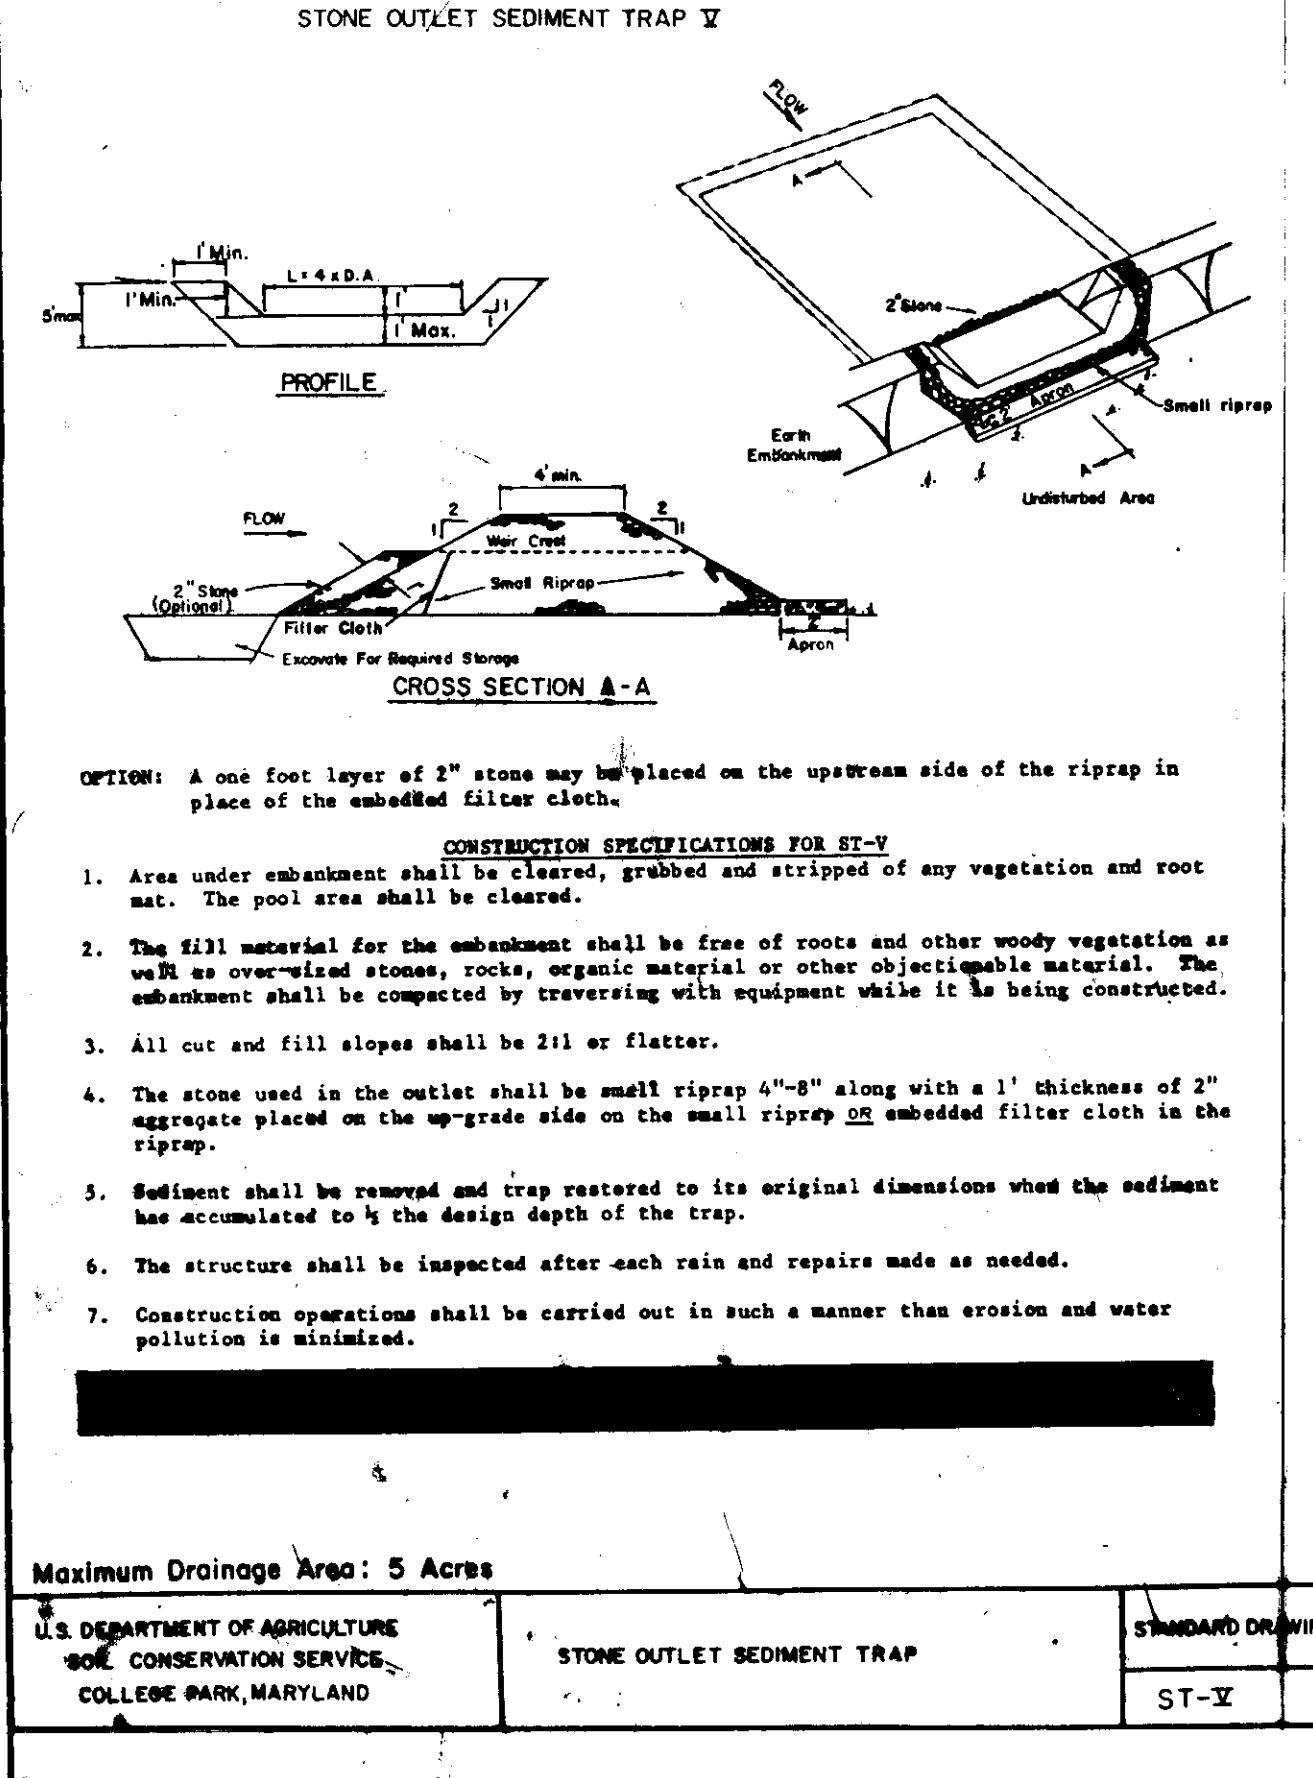 STONE OUTLET SEDIMENT TRAP V
FLOW
A
1' Min.
L = 4 x D.A.
1' Min.
1'
5' max
1' Max.
1
1
PROFILE
2" Stone
Apron
2'
Small riprap
Earth
Embankment
A
Undisturbed Area
4' min.
2
1
2
1
FLOW
Weir Crest
2" Stone
(Optional)
1'
Small Riprap
Filter Cloth
2'
Apron
Excavate For Required Storage
CROSS SECTION A-A
OPTION: A one foot layer of 2" stone may be placed on the upstream side of the riprap in
place of the embedded filter cloth.
CONSTRUCTION SPECIFICATIONS FOR ST-V
1. Area under embankment shall be cleared, grubbed and stripped of any vegetation and root
mat. The pool area shall be cleared.
2. The fill material for the embankment shall be free of roots and other woody vegetation as
well as over-sized stones, rocks, organic material or other objectionable material. The
embankment shall be compacted by traversing with equipment while it is being constructed.
3. All cut and fill slopes shall be 2:1 or flatter.
4. The stone used in the outlet shall be small riprap 4"-8" along with a 1' thickness of 2"
aggregate placed on the up-grade side on the small riprap OR embedded filter cloth in the
riprap.
5. Sediment shall be removed and trap restored to its original dimensions when the sediment
has accumulated to ½ the design depth of the trap.
6. The structure shall be inspected after each rain and repairs made as needed.
7. Construction operations shall be carried out in such a manner than erosion and water
pollution is minimized.
Maximum Drainage Area: 5 Acres
U.S. DEPARTMENT OF AGRICULTURE
SOIL CONSERVATION SERVICE
COLLEGE PARK, MARYLAND
STONE OUTLET SEDIMENT TRAP
STANDARD DRAWIN
ST-V